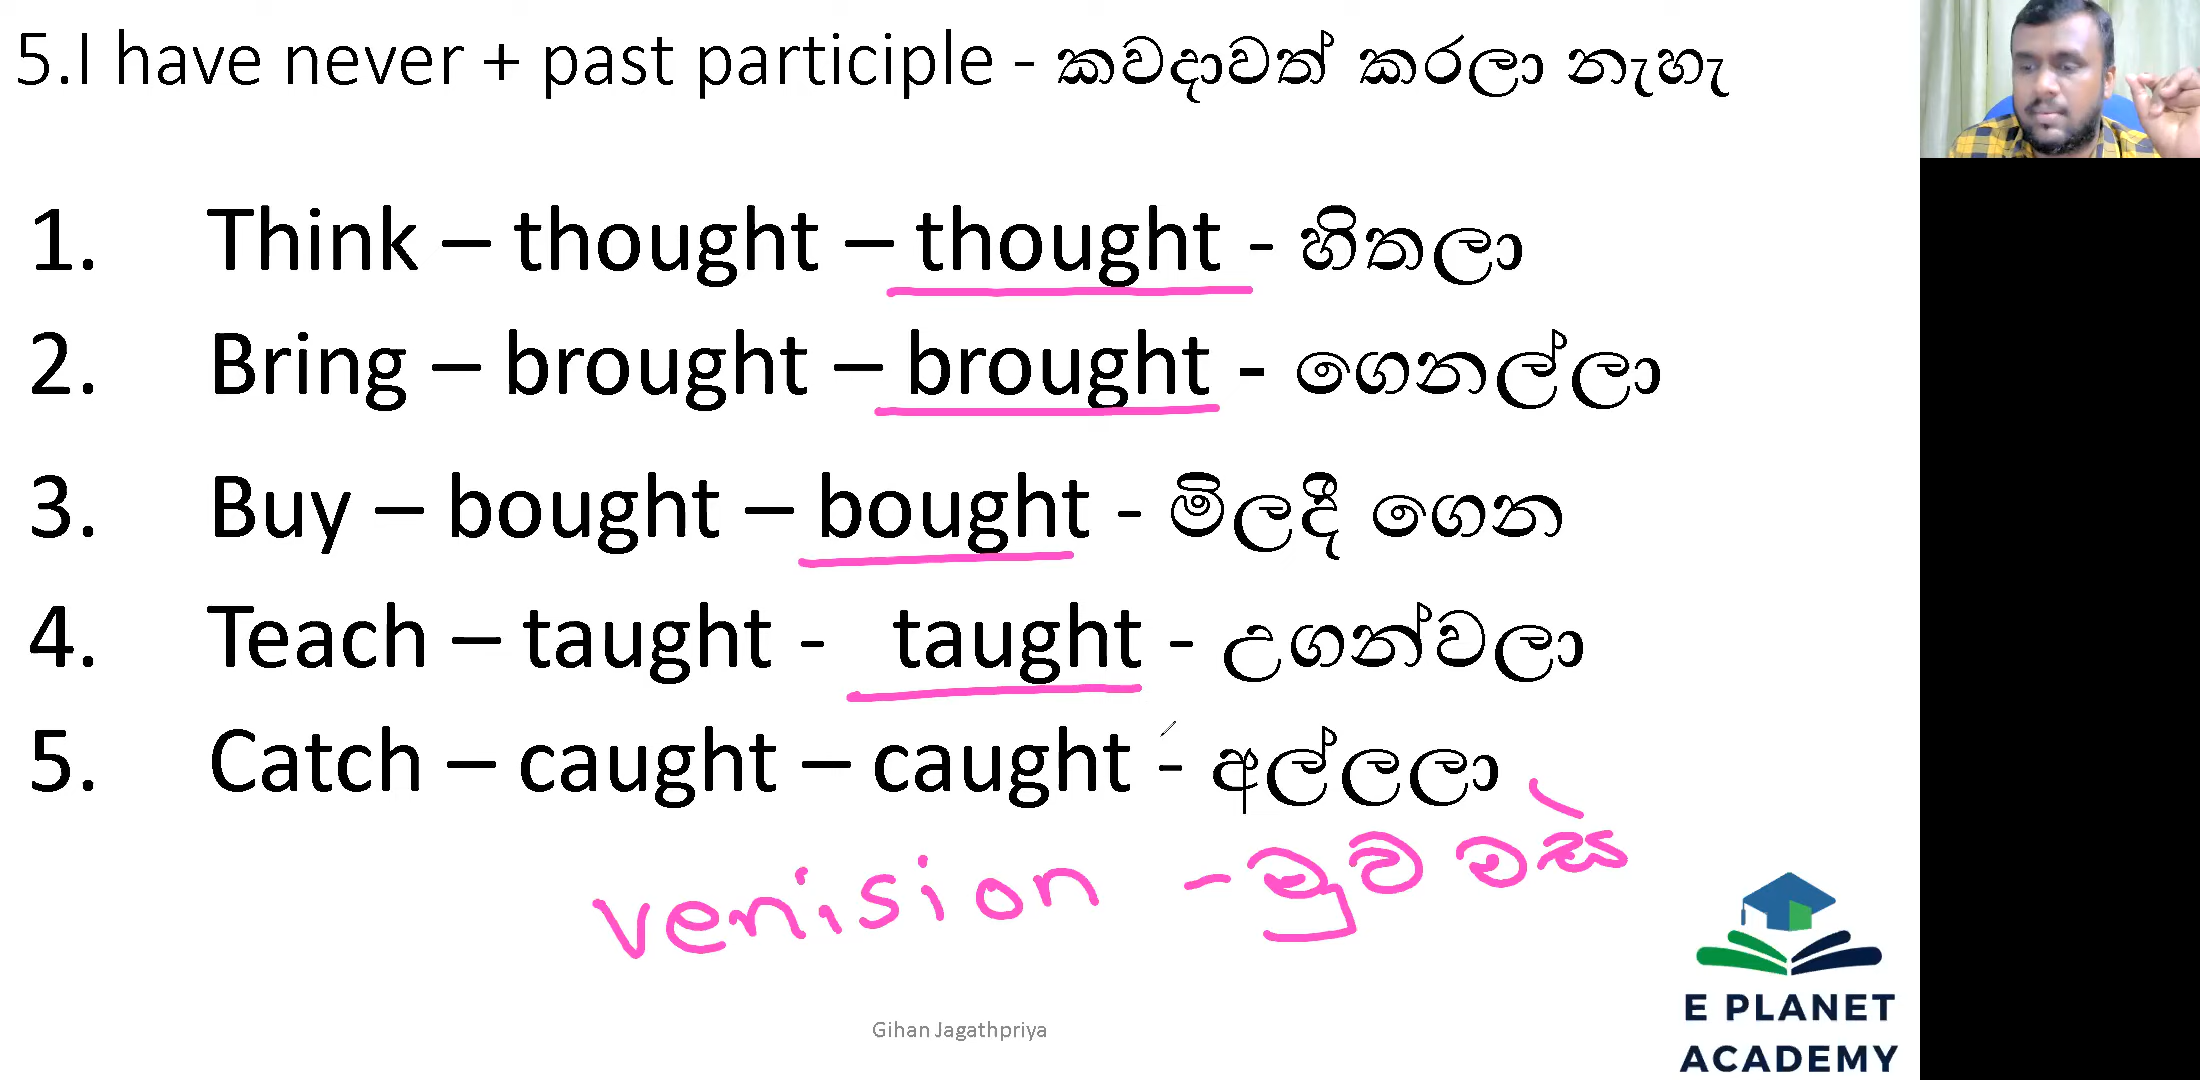 5.I have never + past participle - කවදාවත් කරලා නැහැ
1. Think – thought – thought - හිතලා
2. Bring – brought – brought - ගෙනල්ලා
3. Buy – bought – bought - මිලදී ගෙන
4. Teach – taught - taught - උගන්වලා
5. Catch – caught – caught - අල්ලලා
venision - මුව මස්
Gihan Jagathpriya
E PLANET
ACADEMY